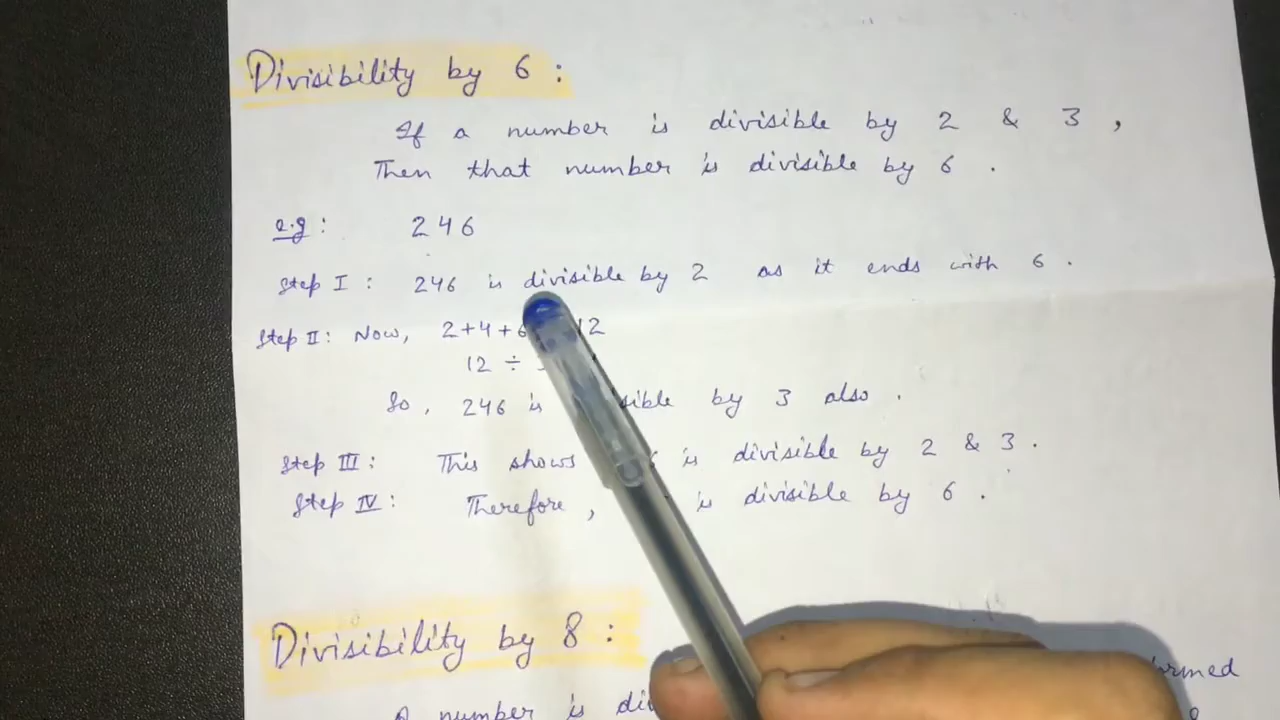 Divisibility by 6 :
If a number is divisible by 2 & 3 ,
Then that number is divisible by 6 .
e.g : 246
Step I : 246 is divisible by 2 as it ends with 6 .
Step II : Now, 2+4+6 12
12 ÷
So , 246 is by 3 also .
Step III : This shows is divisible by 2 & 3 .
Step IV : Therefore , is divisible by 6 .
Divisibility by 8 :
A number is